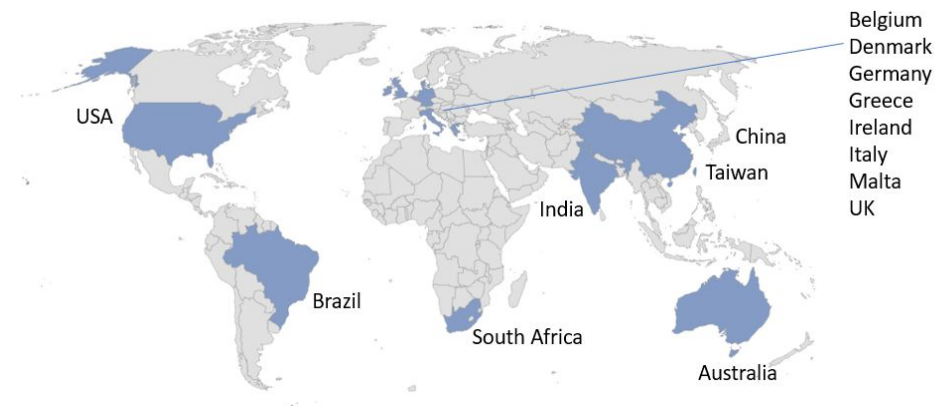 Belgium
Denmark
Germany
Greece
Ireland
Italy
Malta
UK
USA
China
Taiwan
India
Brazil
South Africa
Australia